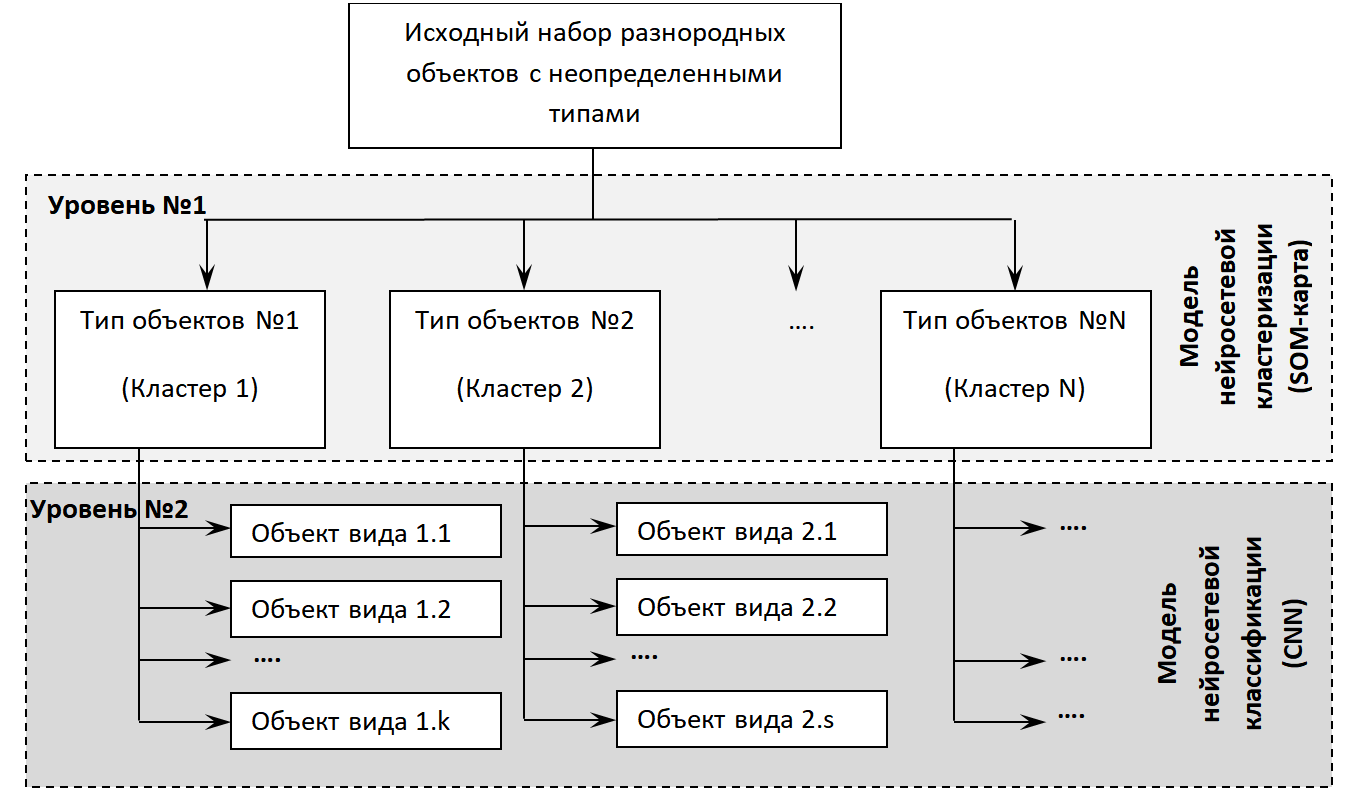 Исходный набор разнородных
объектов с неопределенными
типами
Уровень №1
Тип объектов №1
(Кластер 1)
Тип объектов №2
(Кластер 2)
....
Тип объектов №N
(Кластер N)
Модель
нейросетевой
кластеризации
(SOM-карта)
Уровень №2
Объект вида 1.1
Объект вида 1.2
....
Объект вида 1.k
Объект вида 2.1
Объект вида 2.2
....
Объект вида 2.s
....
....
....
Модель
нейросетевой
классификации
(CNN)